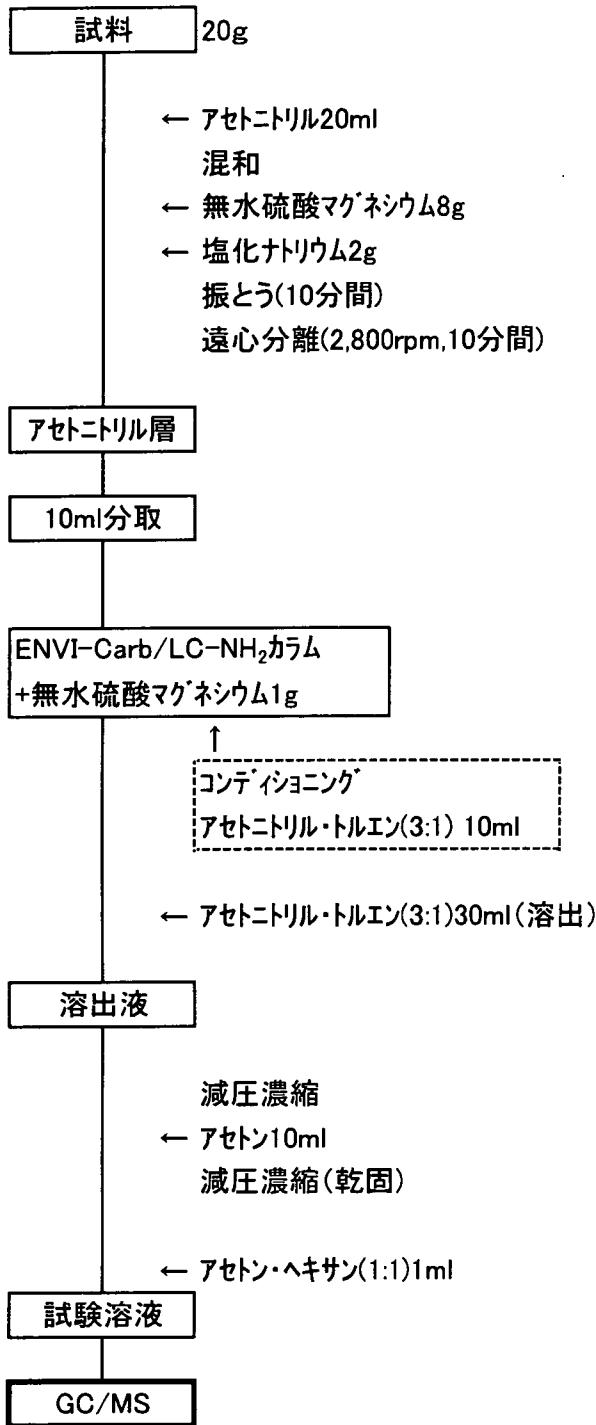 試料 20g
← アセトニトリル20ml
混和
← 無水硫酸マグネシウム8g
← 塩化ナトリウム2g
振とう(10分間)
遠心分離(2,800rpm,10分間)
アセトニトリル層
10ml分取
ENVI-Carb/LC-NH₂カラム
+無水硫酸マグネシウム1g
↑
コンディショニング
アセトニトリル・トルエン(3:1) 10ml
← アセトニトリル・トルエン(3:1)30ml(溶出)
溶出液
減圧濃縮
← アセトン10ml
減圧濃縮(乾固)
← アセトン・ヘキサン(1:1)1ml
試験溶液
GC/MS